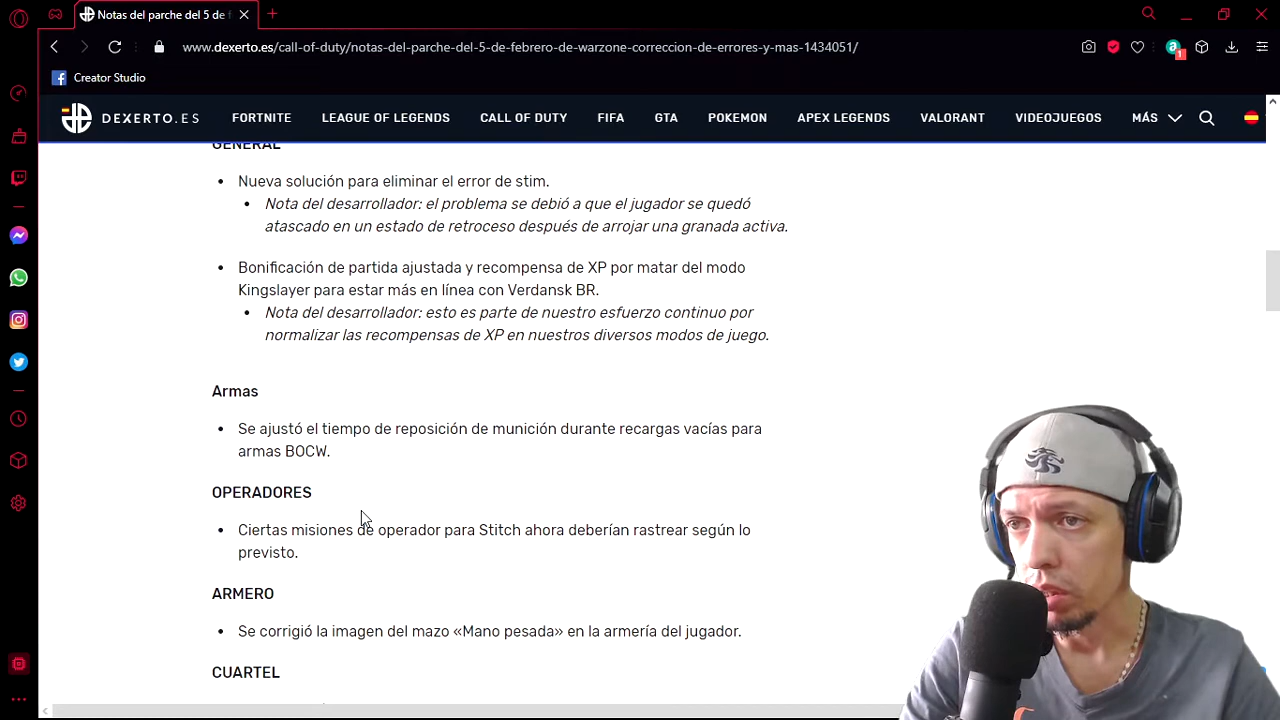 Notas del parche del 5 de f
www.dexerto.es/call-of-duty/notas-del-parche-del-5-de-febrero-de-warzone-correccion-de-errores-y-mas-1434051/
1
Creator Studio
DEXERTO.ES FORTNITE LEAGUE OF LEGENDS CALL OF DUTY FIFA GTA POKEMON APEX LEGENDS VALORANT VIDEOJUEGOS MÁS
GENERAL
Nueva solución para eliminar el error de stim.
Nota del desarrollador: el problema se debió a que el jugador se quedó
atascado en un estado de retroceso después de arrojar una granada activa.
Bonificación de partida ajustada y recompensa de XP por matar del modo
Kingslayer para estar más en línea con Verdansk BR.
Nota del desarrollador: esto es parte de nuestro esfuerzo continuo por
normalizar las recompensas de XP en nuestros diversos modos de juego.
Armas
Se ajustó el tiempo de reposición de munición durante recargas vacías para
armas BOCW.
OPERADORES
Ciertas misiones de operador para Stitch ahora deberían rastrear según lo
previsto.
ARMERO
Se corrigió la imagen del mazo «Mano pesada» en la armería del jugador.
CUARTEL